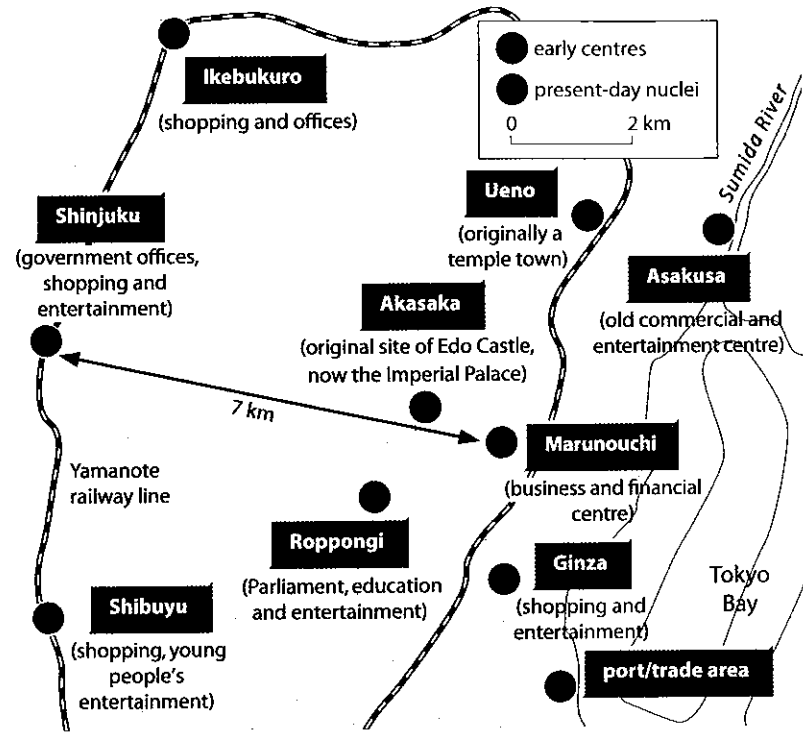 early centres
present-day nuclei
0 2 km
Ikebukuro
(shopping and offices)
Sumida River
Ueno
(originally a
temple town)
Shinjuku
(government offices,
shopping and
entertainment)
Asakusa
(old commercial and
entertainment centre)
Akasaka
(original site of Edo Castle,
now the Imperial Palace)
7 km
Marunouchi
(business and financial
centre)
Yamanote
railway line
Roppongi
(Parliament, education
and entertainment)
Ginza
(shopping and
entertainment)
Tokyo
Bay
Shibuyu
(shopping, young
people's
entertainment)
port/trade area